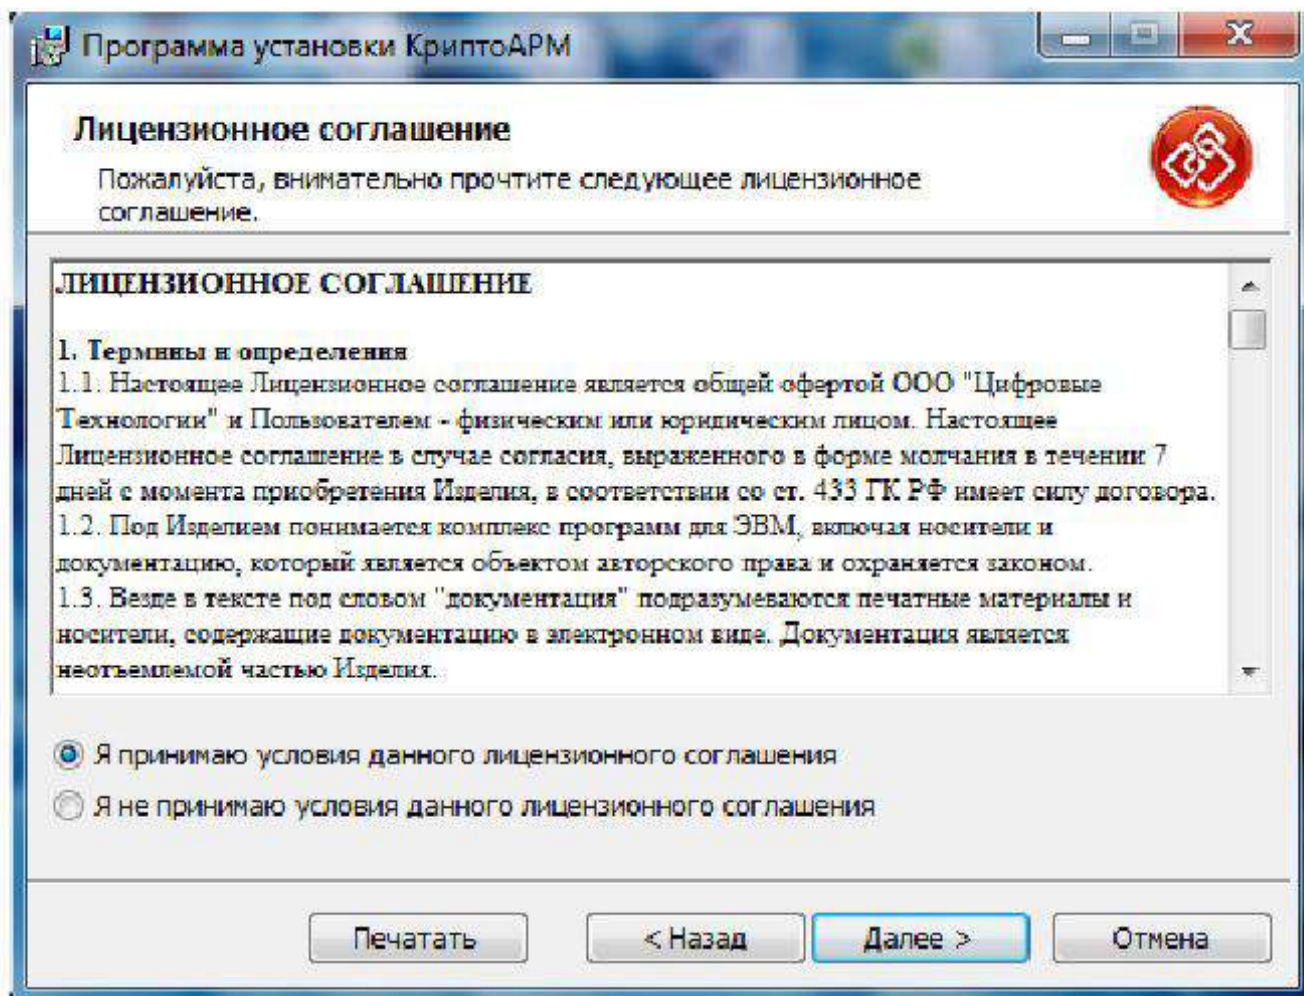 Программа установки КриптоАРМ
Лицензионное соглашение
Пожалуйста, внимательно прочтите следующее лицензионное
соглашение.
ЛИЦЕНЗИОННОЕ СОГЛАШЕНИЕ
1. Термины и определения
1.1. Настоящее Лицензионное соглашение является общей офертой ООО "Цифровые
Технологии" и Пользователем - физическим или юридическим лицом. Настоящее
Лицензионное соглашение в случае согласия, выраженного в форме молчания в течении 7
дней с момента приобретения Изделия, в соответствии со ст. 433 ГК РФ имеет силу договора.
1.2. Под Изделием понимается комплекс программ для ЭВМ, включая носители и
документацию, который является объектом авторского права и охраняется законом.
1.3. Везде в тексте под словом "документация" подразумеваются печатные материалы и
носители, содержащие документацию в электронном виде. Документация является
неотъемлемой частью Изделия.
Я принимаю условия данного лицензионного соглашения
Я не принимаю условия данного лицензионного соглашения
Печатать < Назад Далее > Отмена